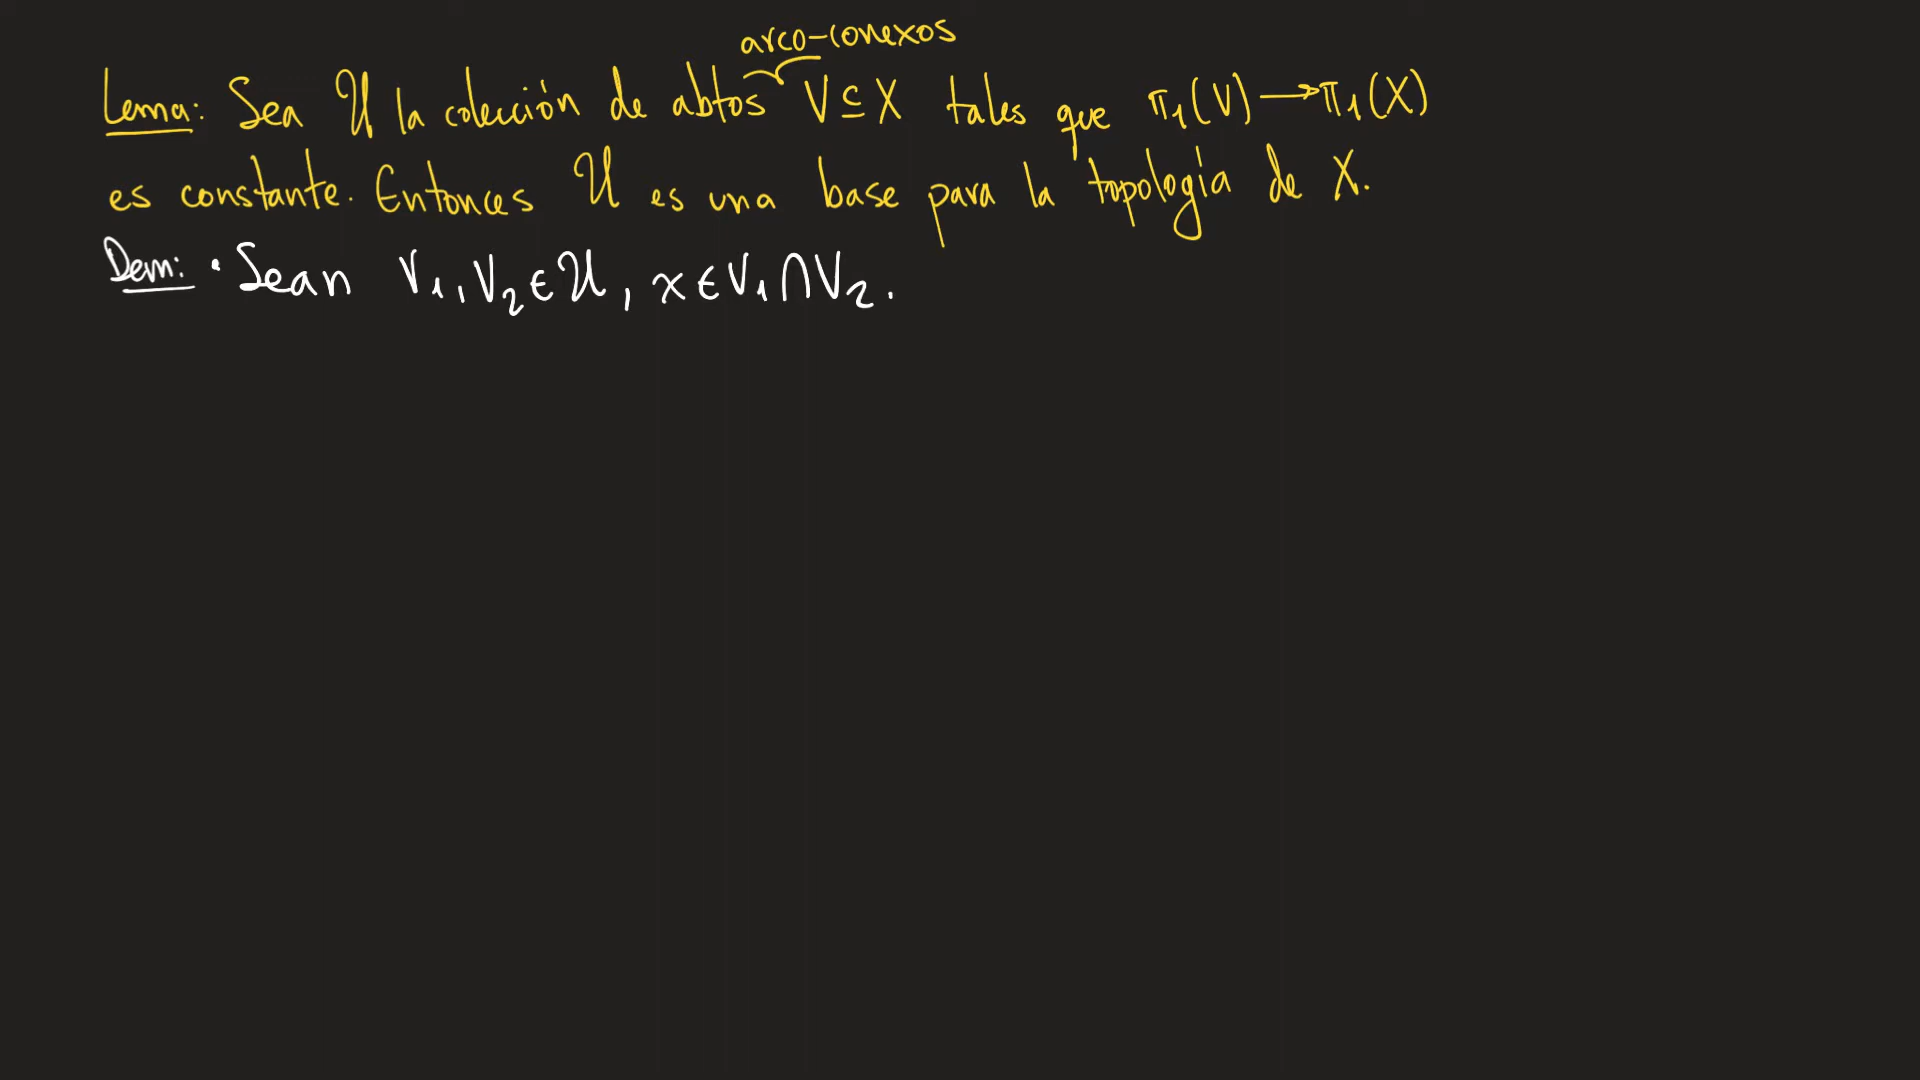 arco-conexos
Lema: Sea 𝒰 la colección de abtos V ⊆ X tales que π₁(V) → π₁(X)
es constante. Entonces 𝒰 es una base para la topología de X.
Dem: • Sean V₁, V₂ ∈ 𝒰, x ∈ V₁ ∩ V₂.